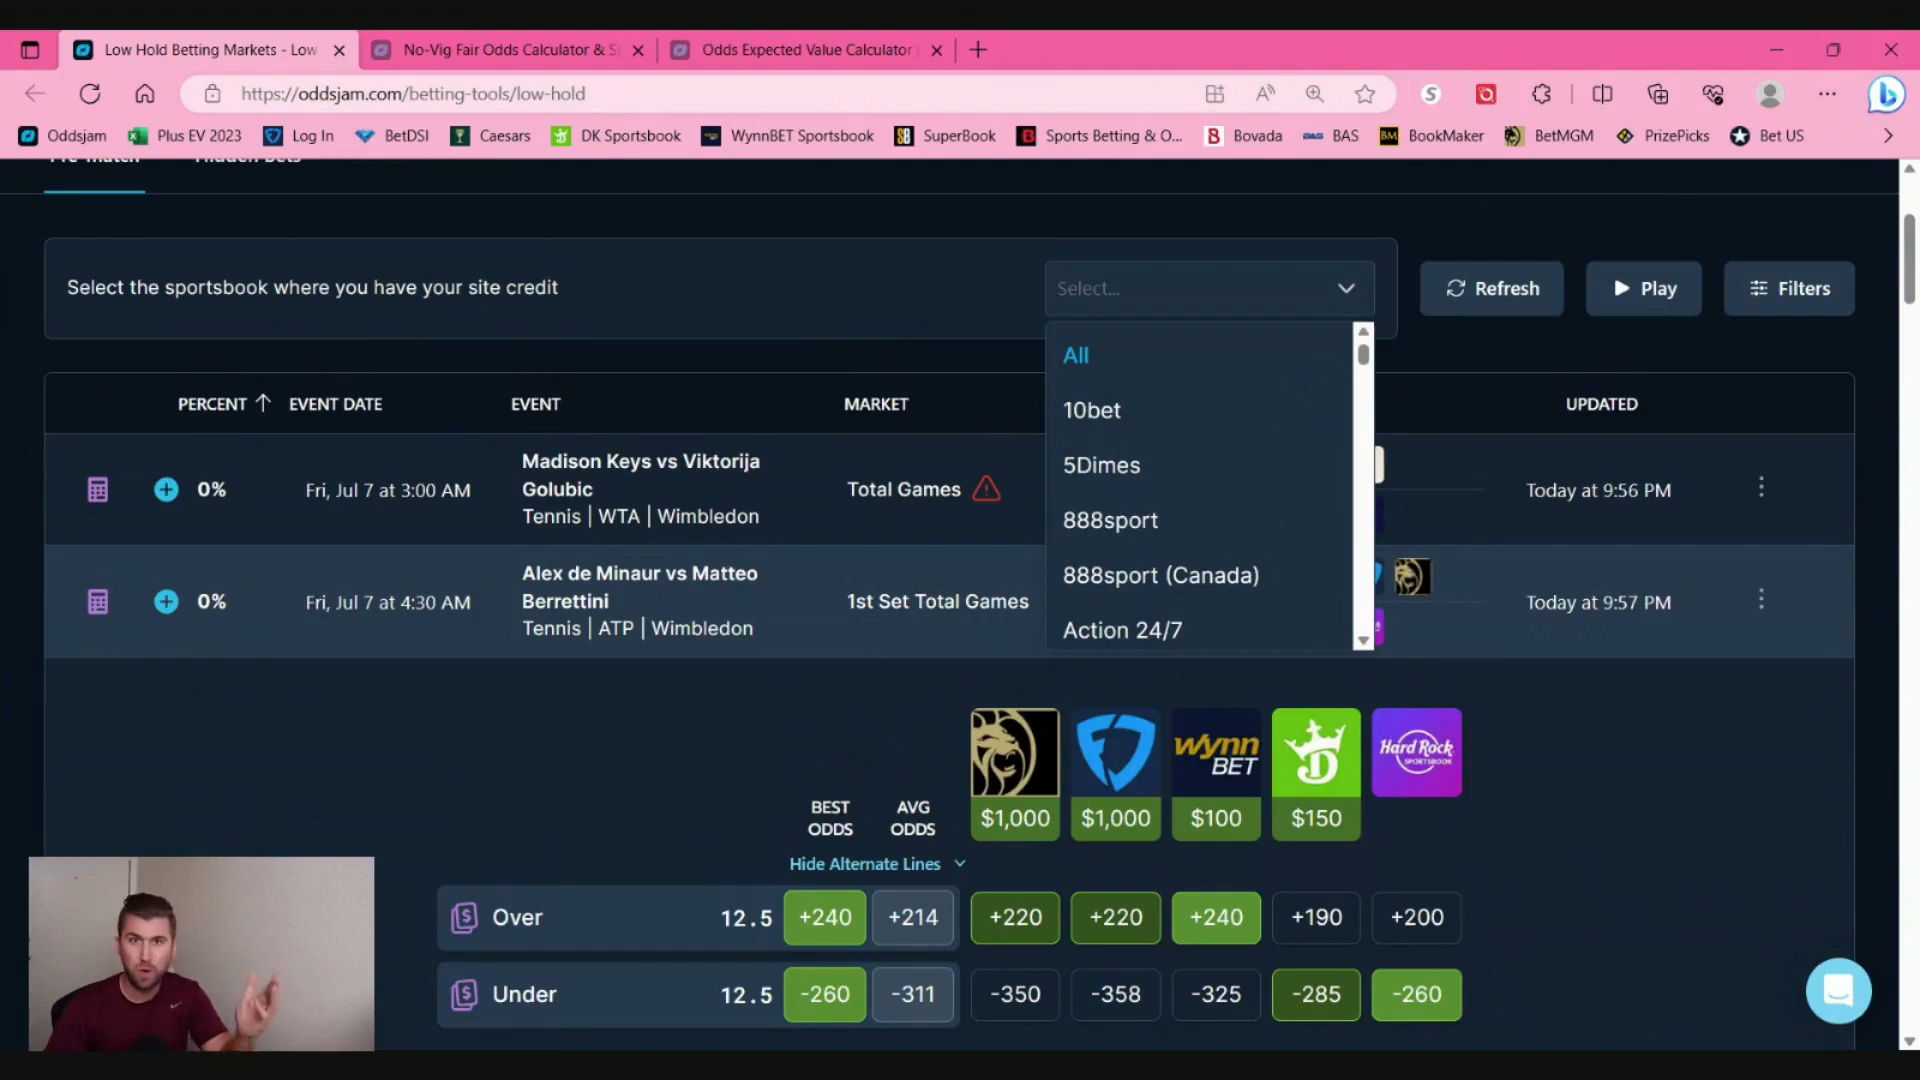 Low Hold Betting Markets - Low
No-Vig Fair Odds Calculator & S
Odds Expected Value Calculator
https://oddsjam.com/betting-tools/low-hold
Oddsjam
Plus EV 2023
Log In
BetDSI
Caesars
DK Sportsbook
WynnBET Sportsbook
SuperBook
Sports Betting & O...
Bovada
BAS
BookMaker
BetMGM
PrizePicks
Bet US
Pre-match
Hidden Bets
Select the sportsbook where you have your site credit
Select...
Refresh
Play
Filters
All
10bet
5Dimes
888sport
888sport (Canada)
Action 24/7
PERCENT
EVENT DATE
EVENT
MARKET
UPDATED
0%
Fri, Jul 7 at 3:00 AM
Madison Keys vs Viktorija
Golubic
Tennis | WTA | Wimbledon
Total Games
Today at 9:56 PM
0%
Fri, Jul 7 at 4:30 AM
Alex de Minaur vs Matteo
Berrettini
Tennis | ATP | Wimbledon
1st Set Total Games
Today at 9:57 PM
Wynn
BET
Hard Rock
SPORTSBOOK
BEST
ODDS
AVG
ODDS
$1,000
$1,000
$100
$150
Hide Alternate Lines
Over 12.5 +240 +214 +220 +220 +240 +190 +200
Under 12.5 -260 -311 -350 -358 -325 -285 -260